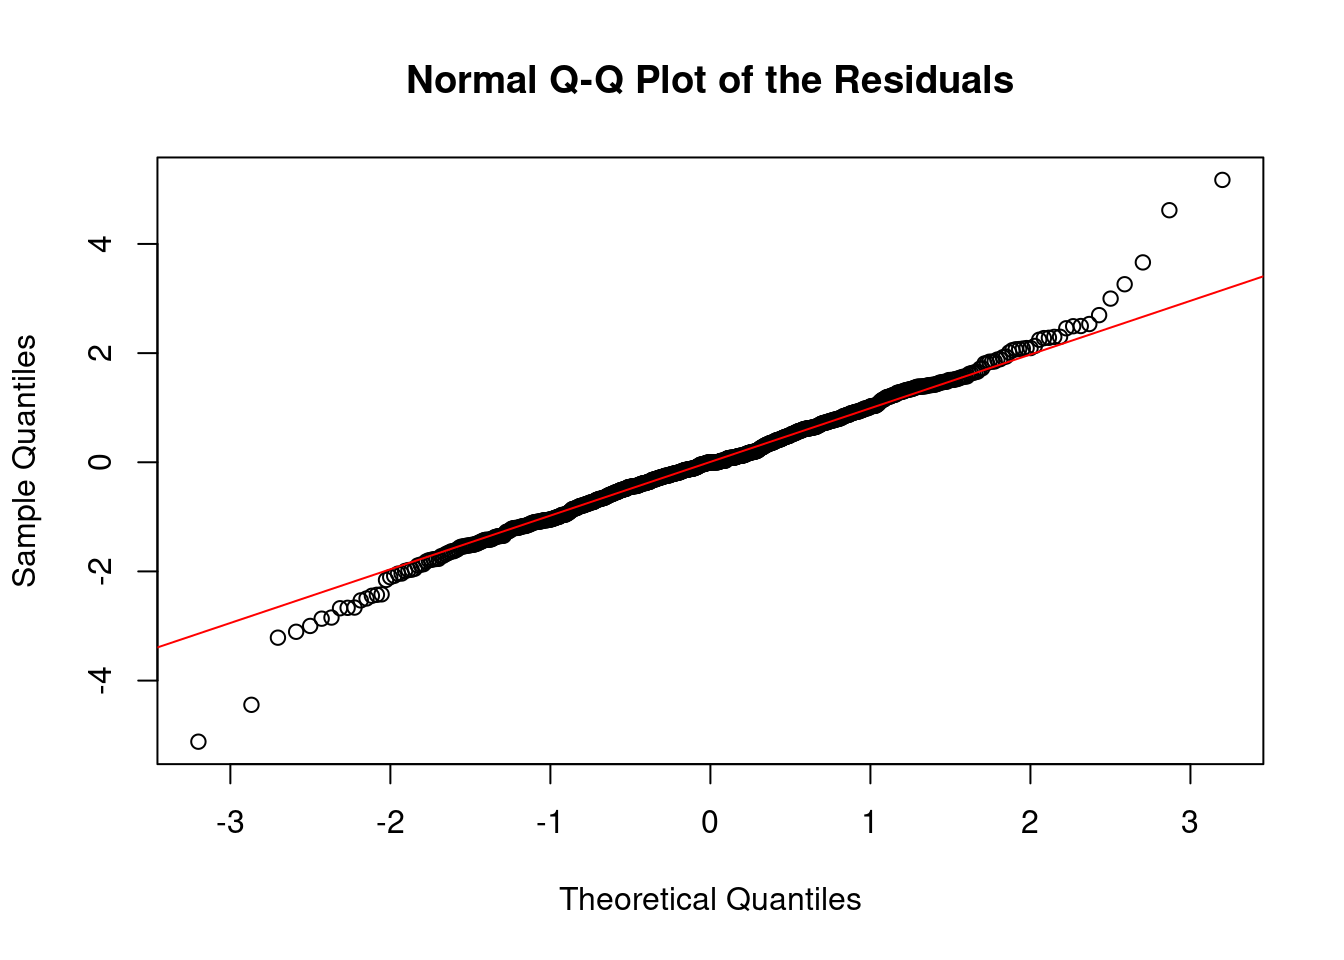 Normal Q-Q Plot of the Residuals
Sample Quantiles
4
2
0
-2
-4
-3 -2 -1 0 1 2 3
Theoretical Quantiles